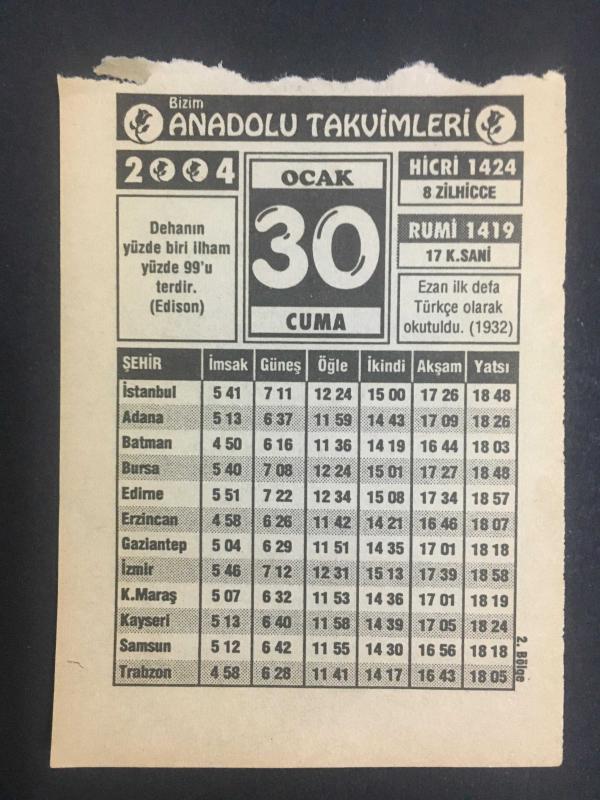 Bizim
ANADOLU TAKVİMLERİ
2004
OCAK
30
CUMA
HİCRİ 1424
8 ZİLHİCCE
RUMİ 1419
17 K.SANİ
Dehanın
yüzde biri ilham
yüzde 99'u
terdir.
(Edison)
Ezan ilk defa
Türkçe olarak
okutuldu. (1932)
ŞEHİR İmsak Güneş Öğle İkindi Akşam Yatsı
İstanbul 5 41 7 11 12 24 15 00 17 26 18 48
Adana 5 13 6 37 11 59 14 43 17 09 18 26
Batman 4 50 6 16 11 36 14 19 16 44 18 03
Bursa 5 40 7 08 12 24 15 01 17 27 18 48
Edirne 5 51 7 22 12 34 15 08 17 34 18 57
Erzincan 4 58 6 26 11 42 14 21 16 46 18 07
Gaziantep 5 04 6 29 11 51 14 35 17 01 18 18
İzmir 5 46 7 12 12 31 15 13 17 39 18 58
K.Maraş 5 07 6 32 11 53 14 36 17 01 18 19
Kayseri 5 13 6 40 11 58 14 39 17 05 18 24
Samsun 5 12 6 42 11 55 14 30 16 56 18 18
Trabzon 4 58 6 28 11 41 14 17 16 43 18 05
2. Bölge